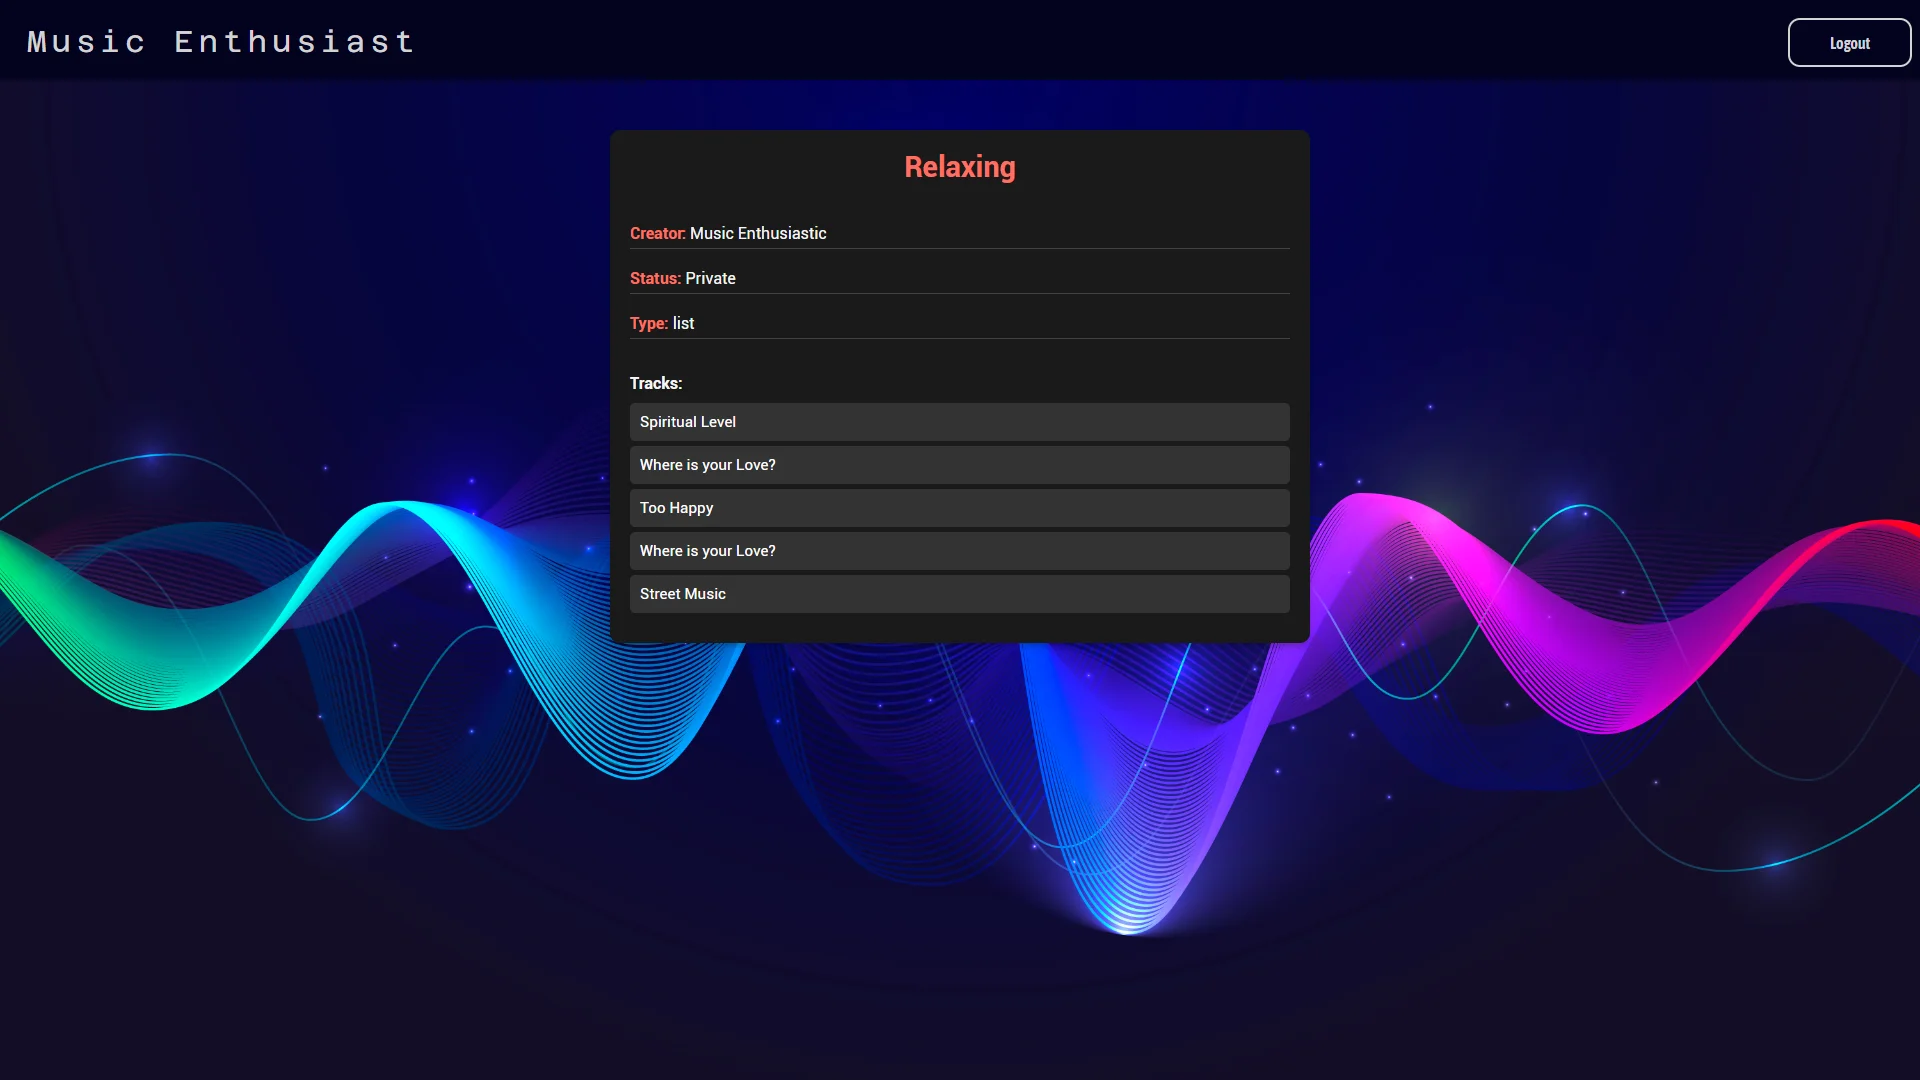 Music Enthusiast
Logout
Relaxing
Creator: Music Enthusiastic
Status: Private
Type: list
Tracks:
Spiritual Level
Where is your Love?
Too Happy
Where is your Love?
Street Music